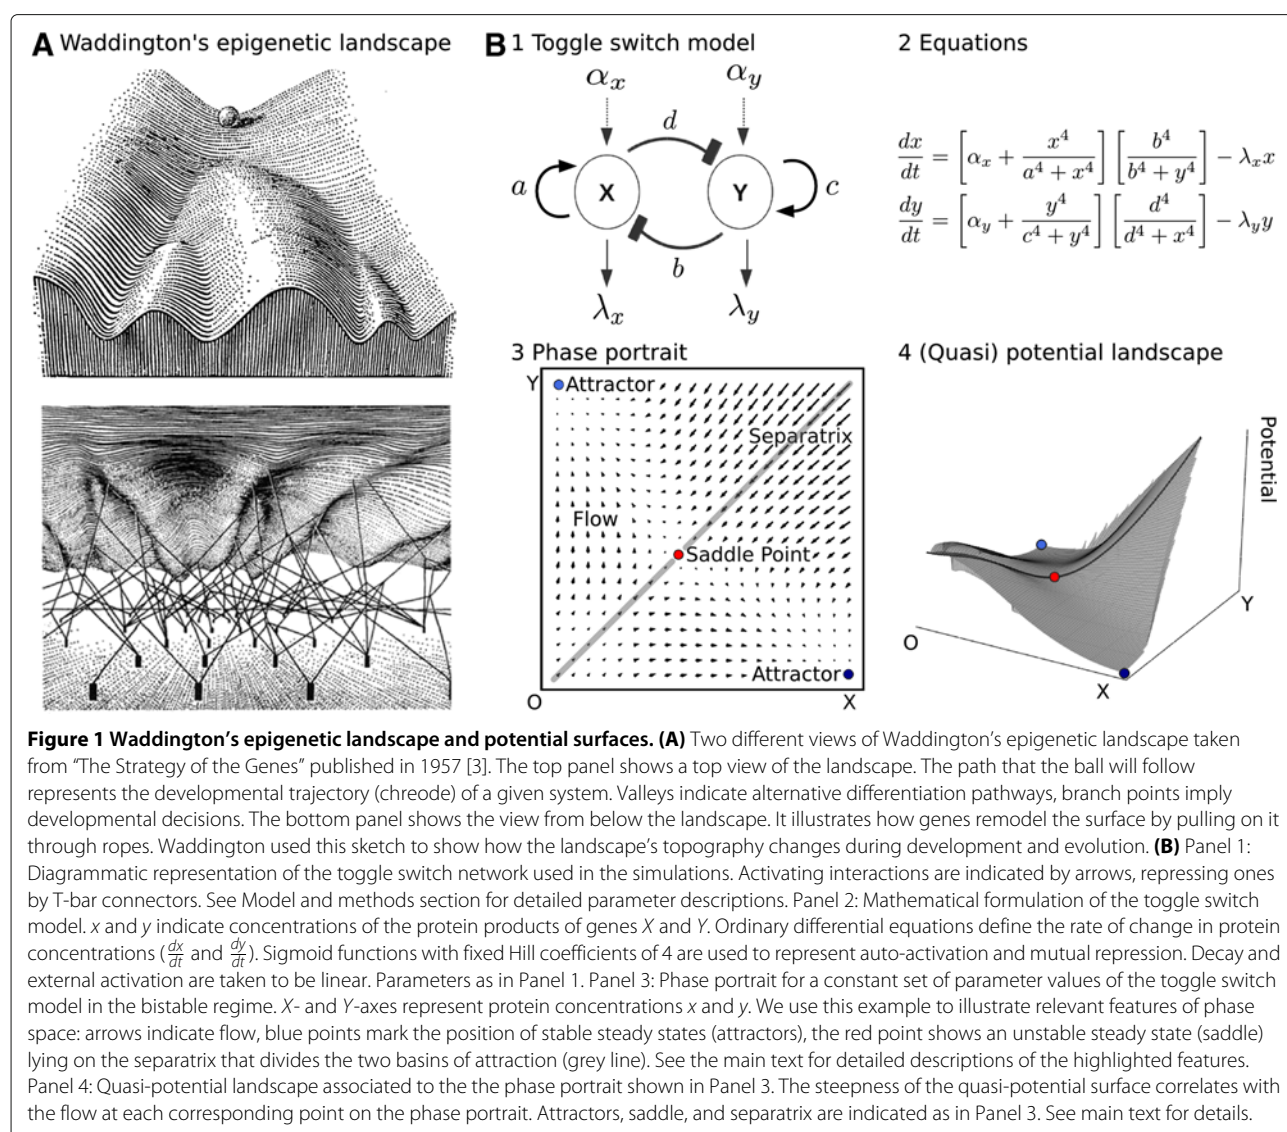 A Waddington's epigenetic landscape
B 1 Toggle switch model
2 Equations
αx
αy
d
a
X
Y
c
b
λx
λy
dx/dt = [αx + x⁴/(a⁴ + x⁴)] [b⁴/(b⁴ + y⁴)] − λx x
dy/dt = [αy + y⁴/(c⁴ + y⁴)] [d⁴/(d⁴ + x⁴)] − λy y
3 Phase portrait
Y
Attractor
Separatrix
Flow
Saddle Point
Attractor
O
X
4 (Quasi) potential landscape
Potential
Y
O
X
Figure 1 Waddington's epigenetic landscape and potential surfaces. (A) Two different views of Waddington's epigenetic landscape taken
from "The Strategy of the Genes" published in 1957 [3]. The top panel shows a top view of the landscape. The path that the ball will follow
represents the developmental trajectory (chreode) of a given system. Valleys indicate alternative differentiation pathways, branch points imply
developmental decisions. The bottom panel shows the view from below the landscape. It illustrates how genes remodel the surface by pulling on it
through ropes. Waddington used this sketch to show how the landscape's topography changes during development and evolution. (B) Panel 1:
Diagrammatic representation of the toggle switch network used in the simulations. Activating interactions are indicated by arrows, repressing ones
by T-bar connectors. See Model and methods section for detailed parameter descriptions. Panel 2: Mathematical formulation of the toggle switch
model. x and y indicate concentrations of the protein products of genes X and Y. Ordinary differential equations define the rate of change in protein
concentrations (dx/dt and dy/dt). Sigmoid functions with fixed Hill coefficients of 4 are used to represent auto-activation and mutual repression. Decay and
external activation are taken to be linear. Parameters as in Panel 1. Panel 3: Phase portrait for a constant set of parameter values of the toggle switch
model in the bistable regime. X- and Y-axes represent protein concentrations x and y. We use this example to illustrate relevant features of phase
space: arrows indicate flow, blue points mark the position of stable steady states (attractors), the red point shows an unstable steady state (saddle)
lying on the separatrix that divides the two basins of attraction (grey line). See the main text for detailed descriptions of the highlighted features.
Panel 4: Quasi-potential landscape associated to the the phase portrait shown in Panel 3. The steepness of the quasi-potential surface correlates with
the flow at each corresponding point on the phase portrait. Attractors, saddle, and separatrix are indicated as in Panel 3. See main text for details.